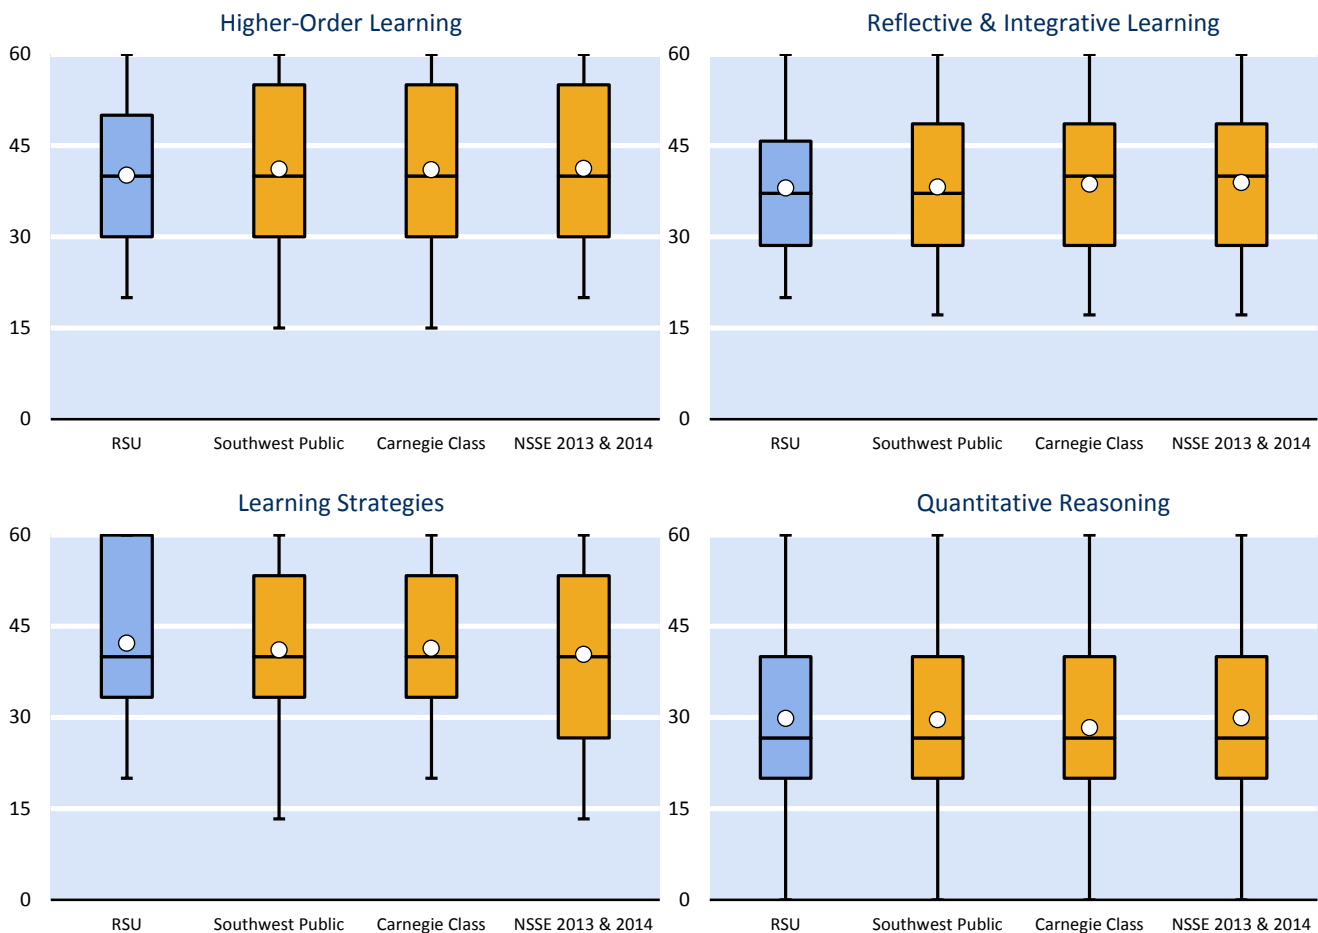 Higher-Order Learning
60
45
30
15
0
RSU Southwest Public Carnegie Class NSSE 2013 & 2014
Reflective & Integrative Learning
60
45
30
15
0
RSU Southwest Public Carnegie Class NSSE 2013 & 2014
Learning Strategies
60
45
30
15
0
RSU Southwest Public Carnegie Class NSSE 2013 & 2014
Quantitative Reasoning
60
45
30
15
0
RSU Southwest Public Carnegie Class NSSE 2013 & 2014